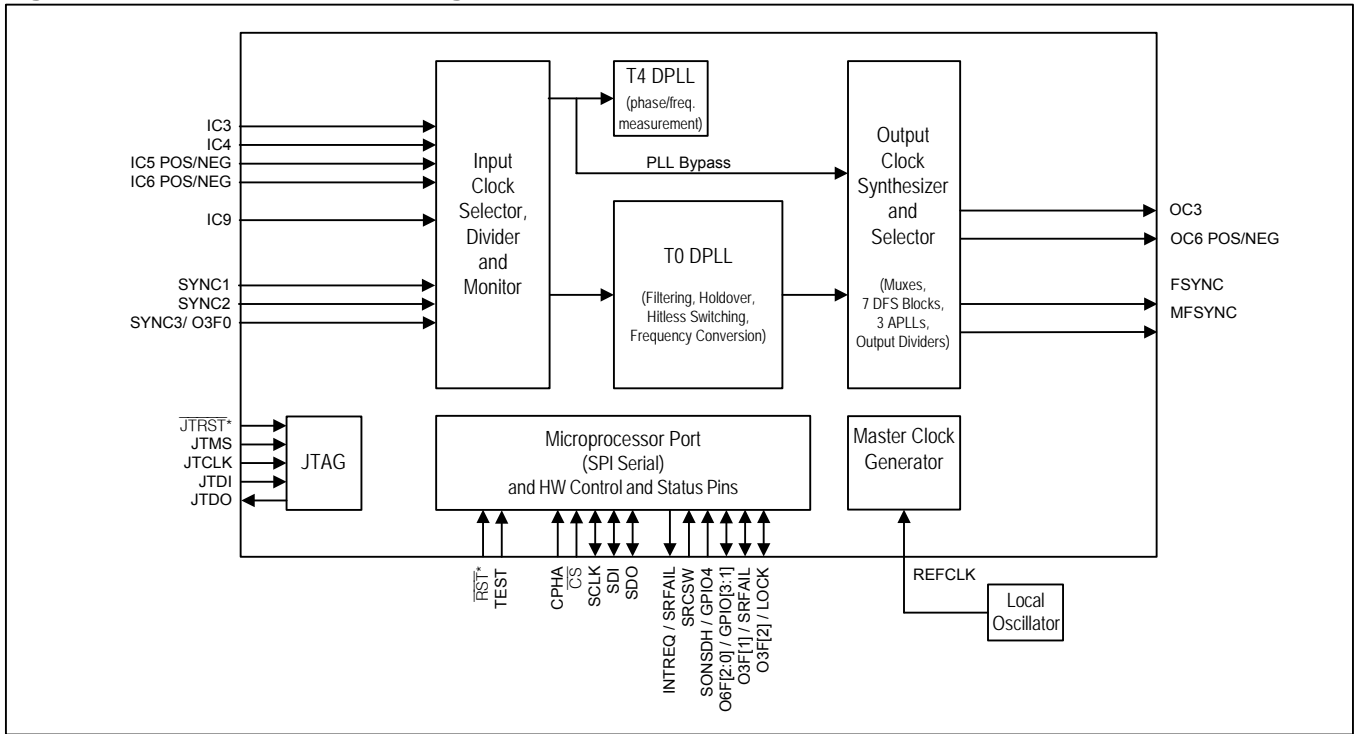 IC3
IC4
IC5 POS/NEG
IC6 POS/NEG
IC9
SYNC1
SYNC2
SYNC3/ O3F0
Input
Clock
Selector,
Divider
and
Monitor
T4 DPLL
(phase/freq.
measurement)
PLL Bypass
T0 DPLL
(Filtering, Holdover,
Hitless Switching,
Frequency Conversion)
Output
Clock
Synthesizer
and
Selector
(Muxes,
7 DFS Blocks,
3 APLLs,
Output Dividers)
OC3
OC6 POS/NEG
FSYNC
MFSYNC
JTRST*
JTMS
JTCLK
JTDI
JTDO
JTAG
Microprocessor Port
(SPI Serial)
and HW Control and Status Pins
Master Clock
Generator
RST*
TEST
CPHA
CS
SCLK
SDI
SDO
INTREQ / SRFAIL
SRCSW
SONSDH / GPIO4
O6F[2:0] / GPIO[3:1]
O3F[1] / SRFAIL
O3F[2] / LOCK
REFCLK
Local
Oscillator